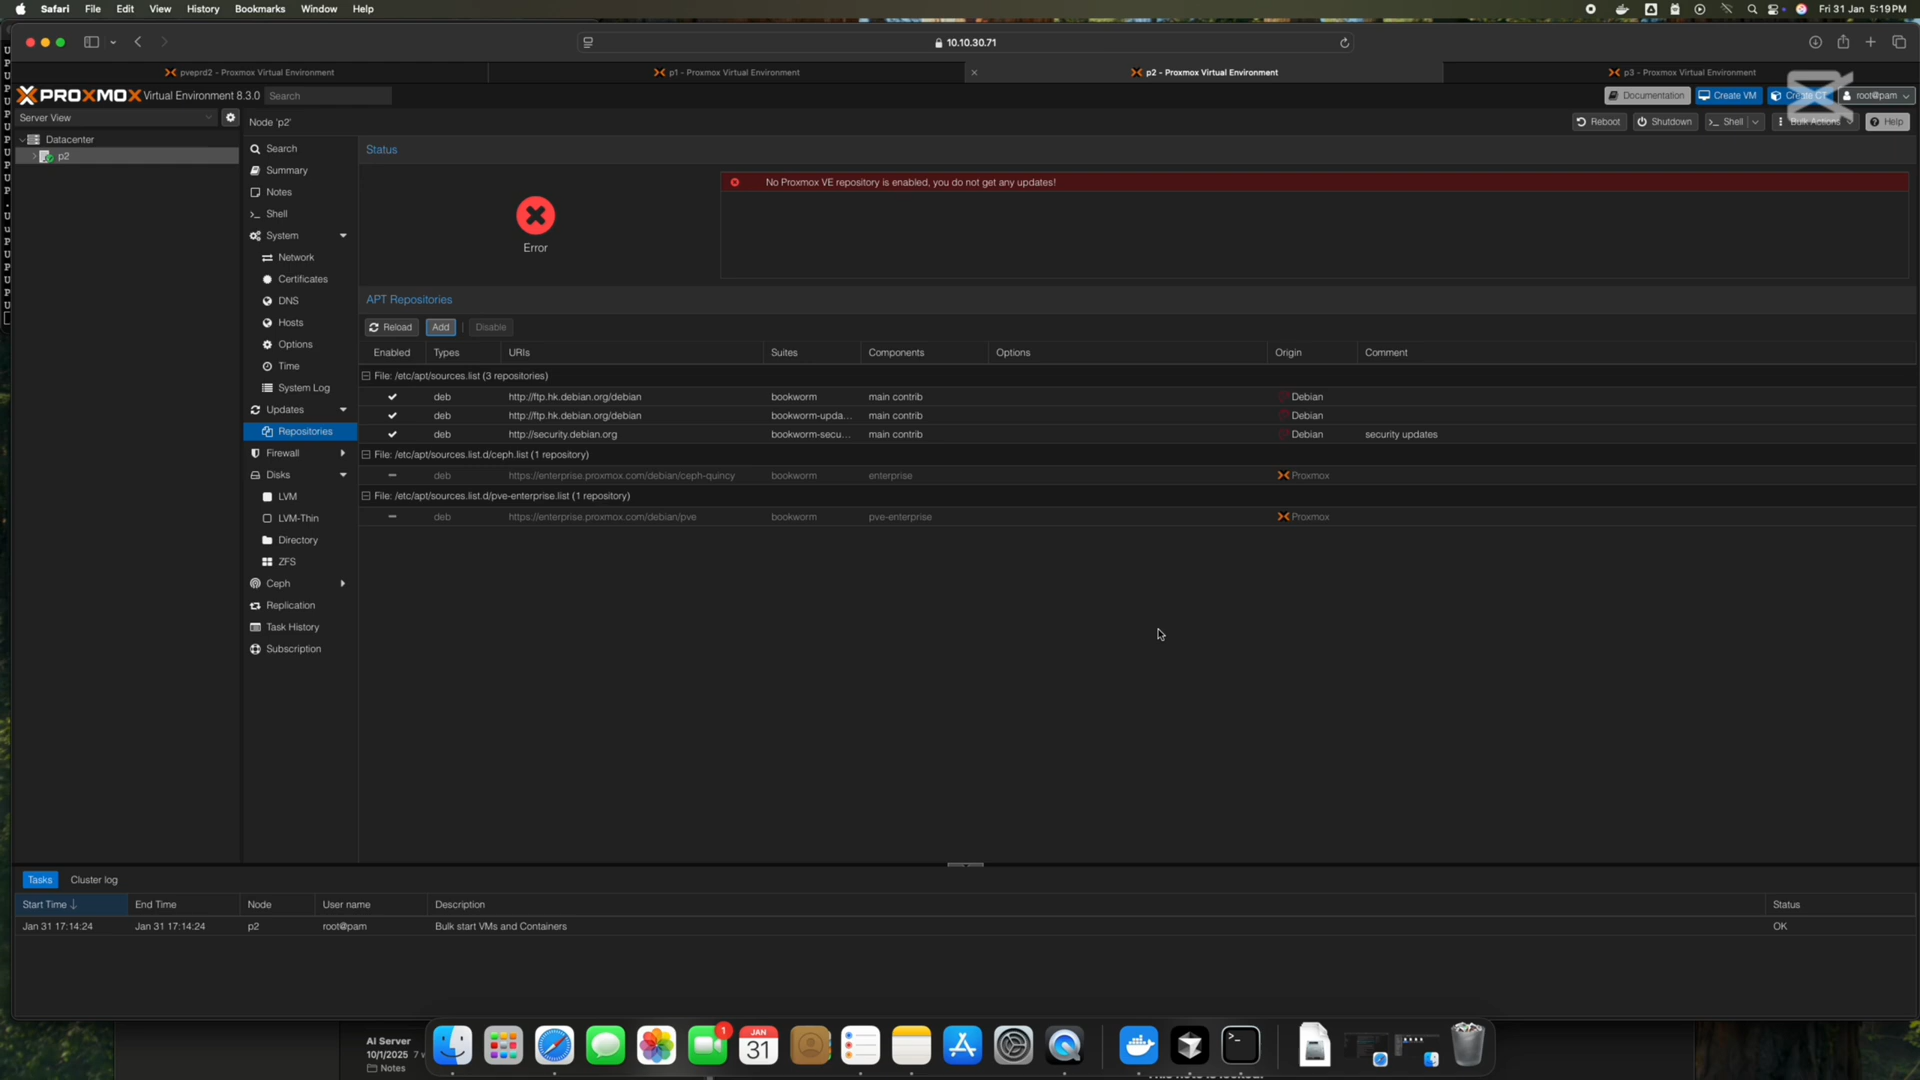 Safari File Edit View History Bookmarks Window Help Fri 31 Jan 5:19PM
10.10.30.71
pveprd2 - Proxmox Virtual Environment p1 - Proxmox Virtual Environment p2 - Proxmox Virtual Environment p3 - Proxmox Virtual Environment
PROXMOX Virtual Environment 8.3.0 Search Documentation Create VM Create CT root@pam
Server View Node 'p2' Reboot Shutdown Shell Bulk Actions Help
Datacenter
p2
Search
Summary
Notes
Shell
System
Network
Certificates
DNS
Hosts
Options
Time
System Log
Updates
Repositories
Firewall
Disks
LVM
LVM-Thin
Directory
ZFS
Ceph
Replication
Task History
Subscription
Status
No Proxmox VE repository is enabled, you do not get any updates!
Error
APT Repositories
Reload Add Disable
Enabled Types URIs Suites Components Options Origin Comment
File: /etc/apt/sources.list (3 repositories)
deb http://ftp.hk.debian.org/debian bookworm main contrib Debian
deb http://ftp.hk.debian.org/debian bookworm-upda... main contrib Debian
deb http://security.debian.org bookworm-secu... main contrib Debian security updates
File: /etc/apt/sources.list.d/ceph.list (1 repository)
deb https://enterprise.proxmox.com/debian/ceph-quincy bookworm enterprise Proxmox
File: /etc/apt/sources.list.d/pve-enterprise.list (1 repository)
deb https://enterprise.proxmox.com/debian/pve bookworm pve-enterprise Proxmox
Tasks Cluster log
Start Time End Time Node User name Description Status
Jan 31 17:14:24 Jan 31 17:14:24 p2 root@pam Bulk start VMs and Containers OK
AI Server
10/1/2025
Notes
1
JAN
31